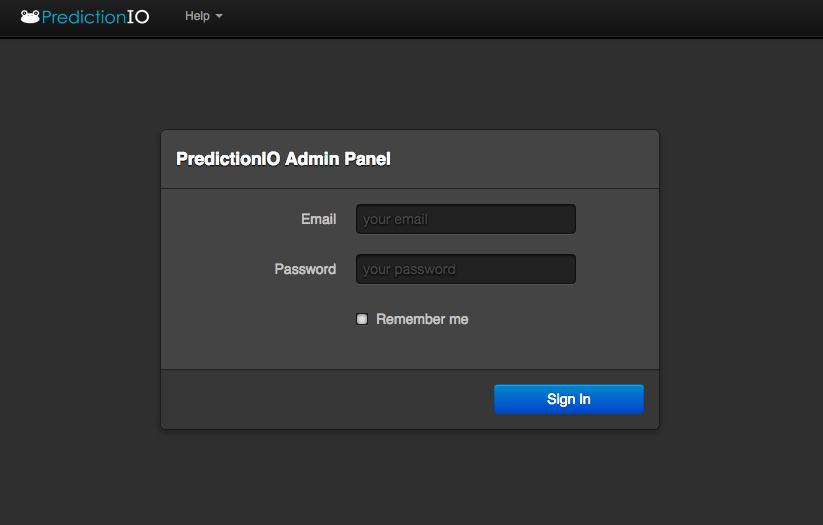 PredictionIO Help
PredictionIO Admin Panel
Email your email
Password your password
Remember me
Sign In